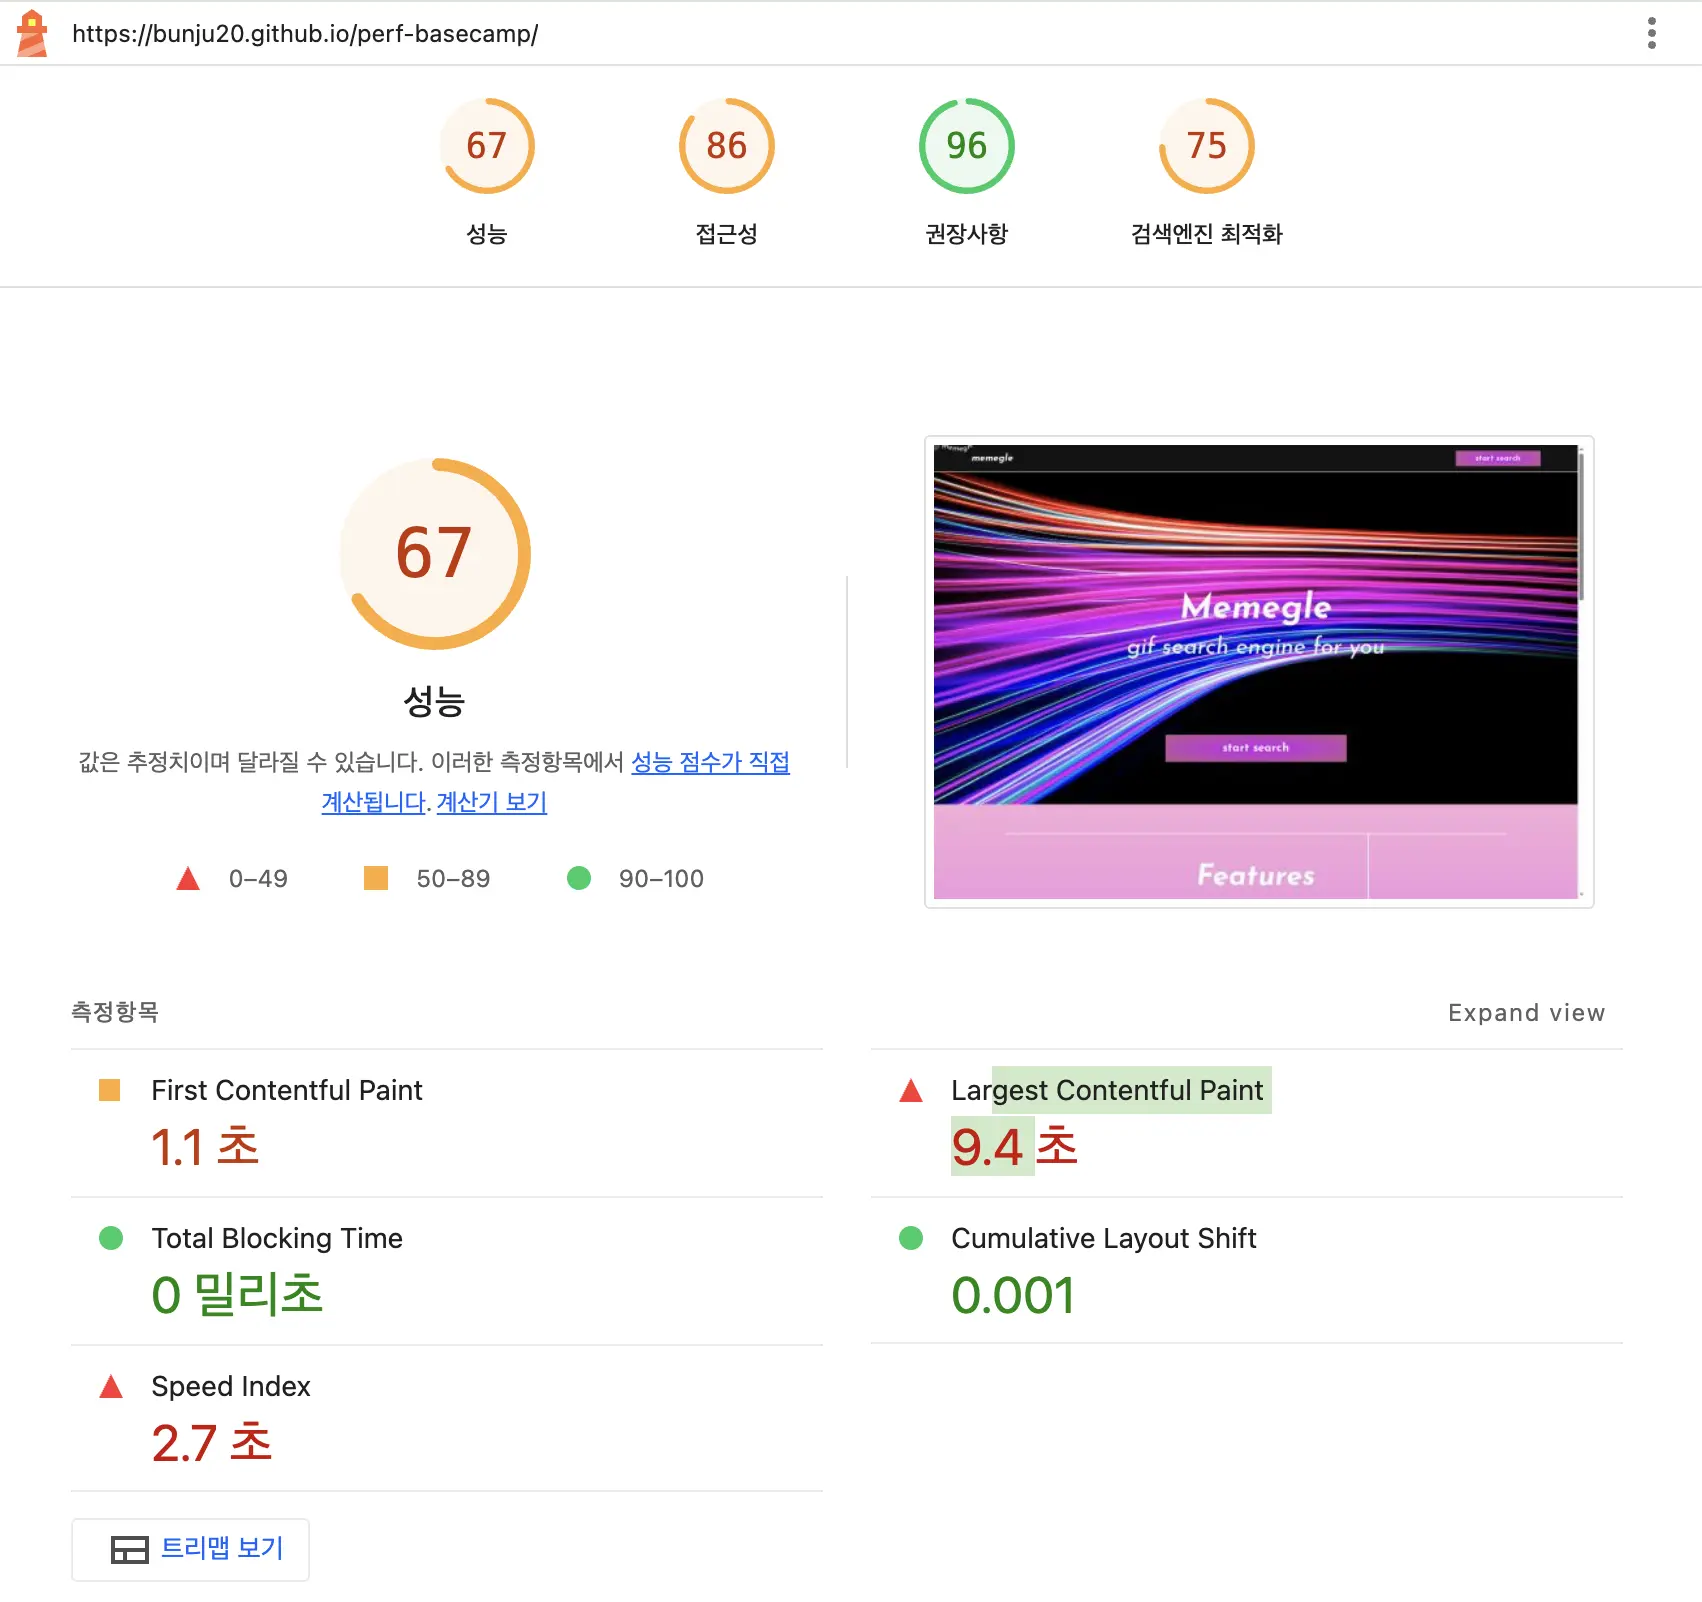 https://bunju20.github.io/perf-basecamp/
67
86
96
75
성능
접근성
권장사항
검색엔진 최적화
67
성능
값은 추정치이며 달라질 수 있습니다. 이러한 측정항목에서 성능 점수가 직접
계산됩니다. 계산기 보기
0–49
50–89
90–100
memegle
start search
Memegle
gif search engine for you
start search
Features
측정항목
Expand view
First Contentful Paint
1.1 초
Largest Contentful Paint
9.4 초
Total Blocking Time
0 밀리초
Cumulative Layout Shift
0.001
Speed Index
2.7 초
트리맵 보기